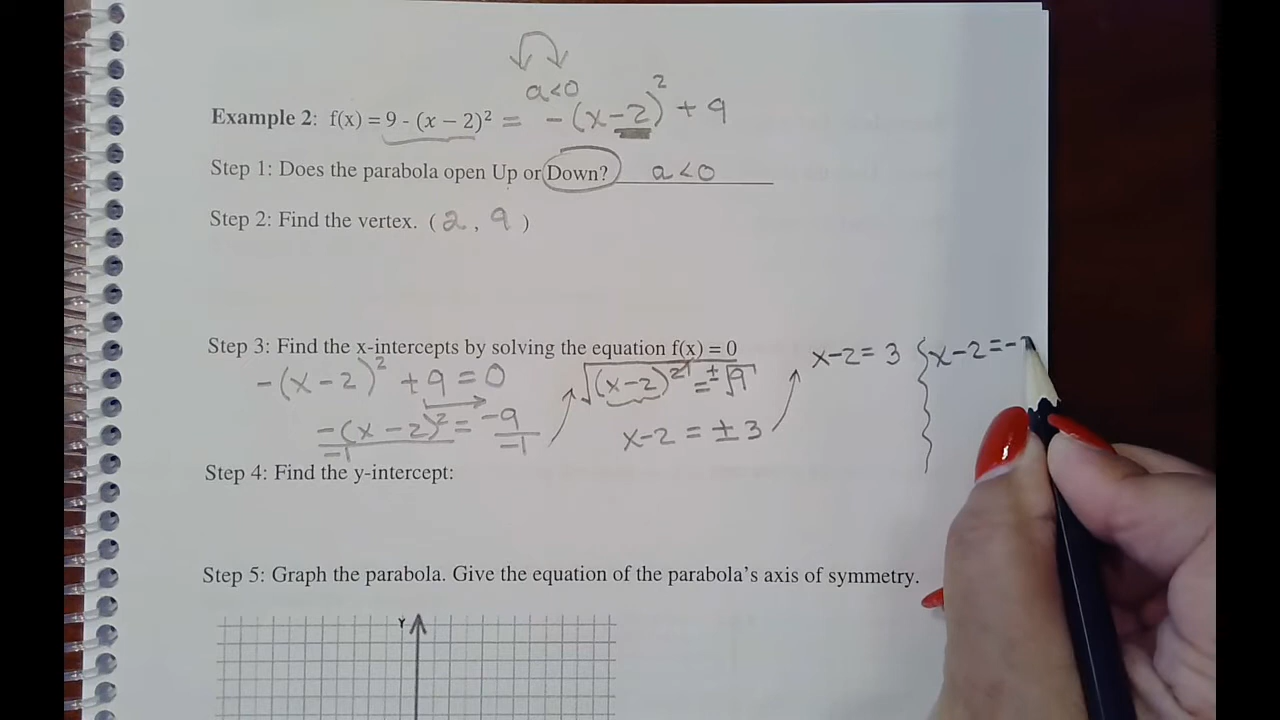 a<0
Example 2: f(x) = 9 - (x – 2)² = -(x-2)² + 9
Step 1: Does the parabola open Up or Down? a<0
Step 2: Find the vertex. (2, 9)
Step 3: Find the x-intercepts by solving the equation f(x) = 0
-(x-2)² + 9 = 0
-(x-2)² = -9
-1 -1
√(x-2)² = ±√9
x-2 = ±3
x-2 = 3 x-2 = -
Step 4: Find the y-intercept:
Step 5: Graph the parabola. Give the equation of the parabola's axis of symmetry.
Y